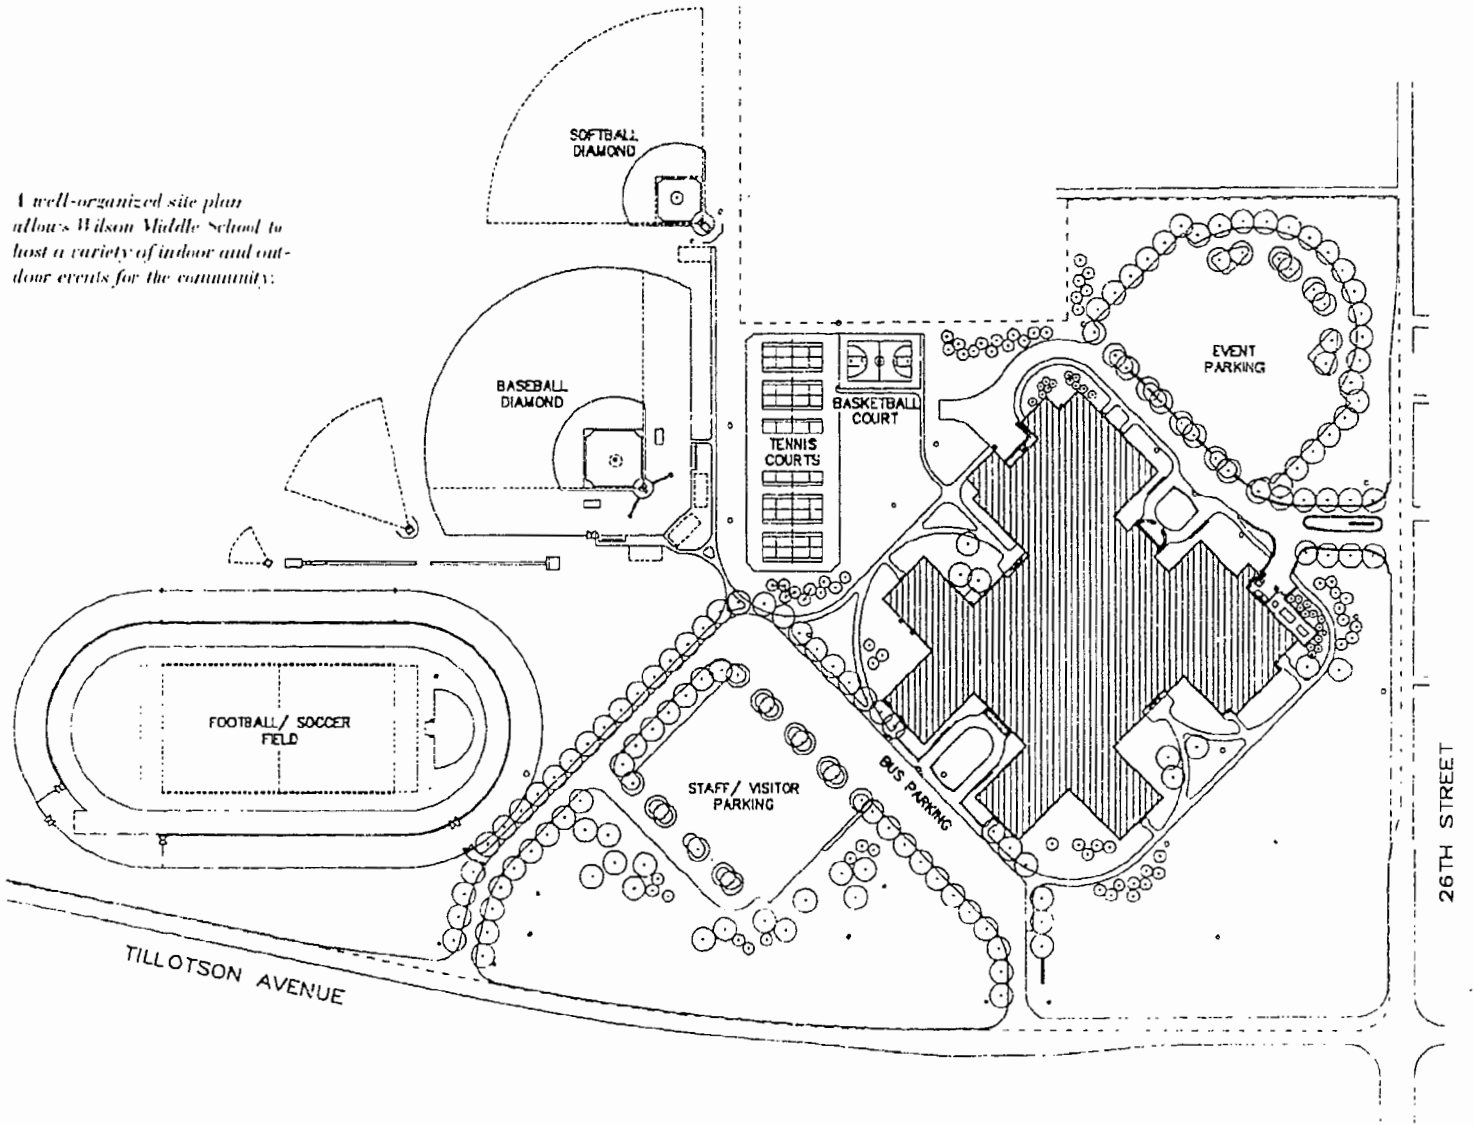 A well-organized site plan
allows Wilson Middle School to
host a variety of indoor and out-
door events for the community.
SOFTBALL
DIAMOND
BASEBALL
DIAMOND
TENNIS
COURTS
BASKETBALL
COURT
EVENT
PARKING
FOOTBALL/ SOCCER
FIELD
STAFF/ VISITOR
PARKING
BUS PARKING
TILLOTSON AVENUE
26TH STREET